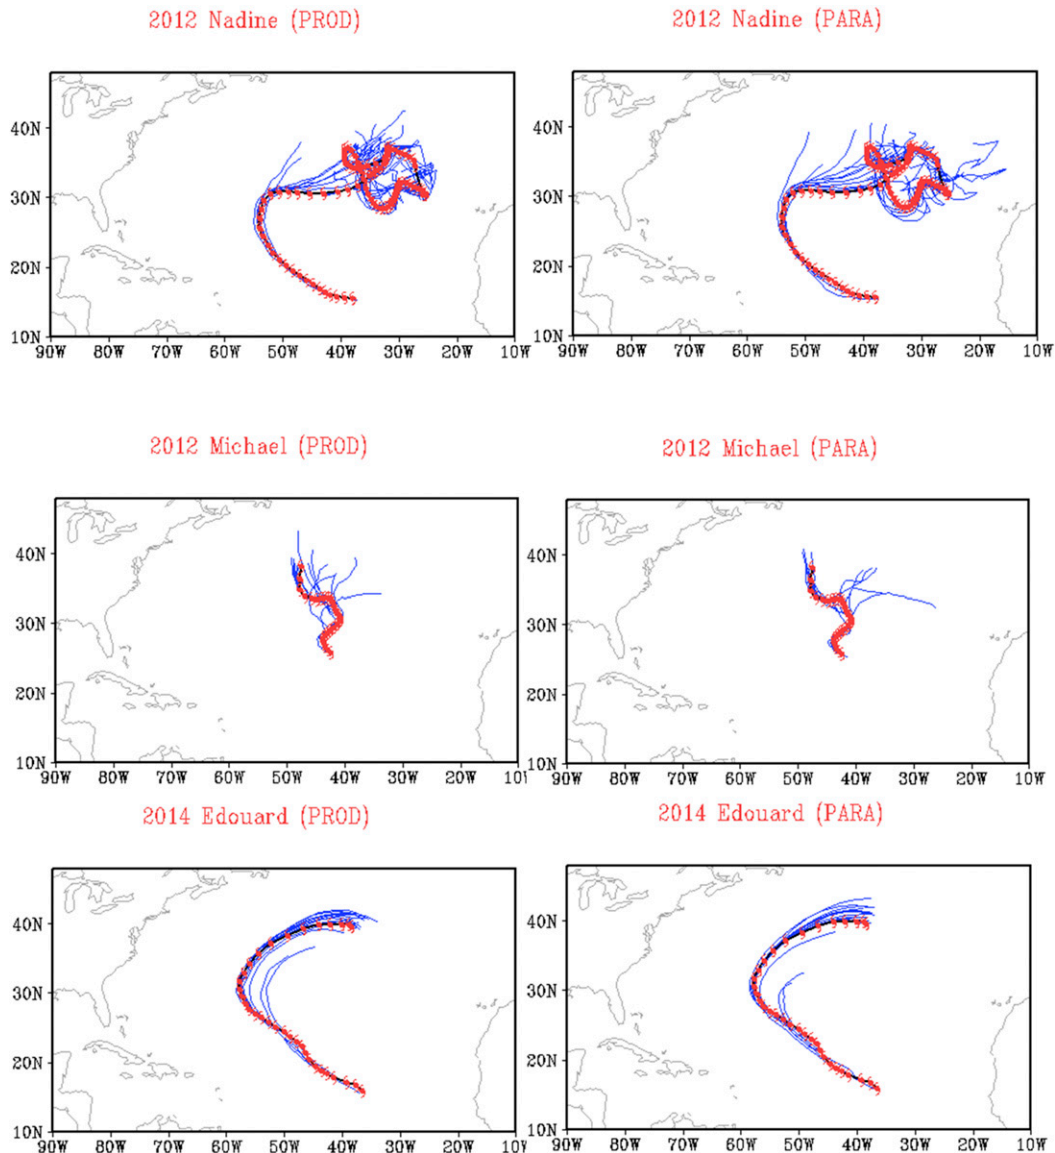 2012 Nadine (PROD)
2012 Nadine (PARA)
40N
30N
20N
10N
90W 80W 70W 60W 50W 40W 30W 20W 10W
40N
30N
20N
10N
90W 80W 70W 60W 50W 40W 30W 20W 10W
2012 Michael (PROD)
2012 Michael (PARA)
40N
30N
20N
10N
90W 80W 70W 60W 50W 40W 30W 20W 10
40N
30N
20N
10N
90W 80W 70W 60W 50W 40W 30W 20W 10W
2014 Edouard (PROD)
2014 Edouard (PARA)
40N
30N
20N
10N
90W 80W 70W 60W 50W 40W 30W 20W 10W
40N
30N
20N
10N
90W 80W 70W 60W 50W 40W 30W 20W 10W